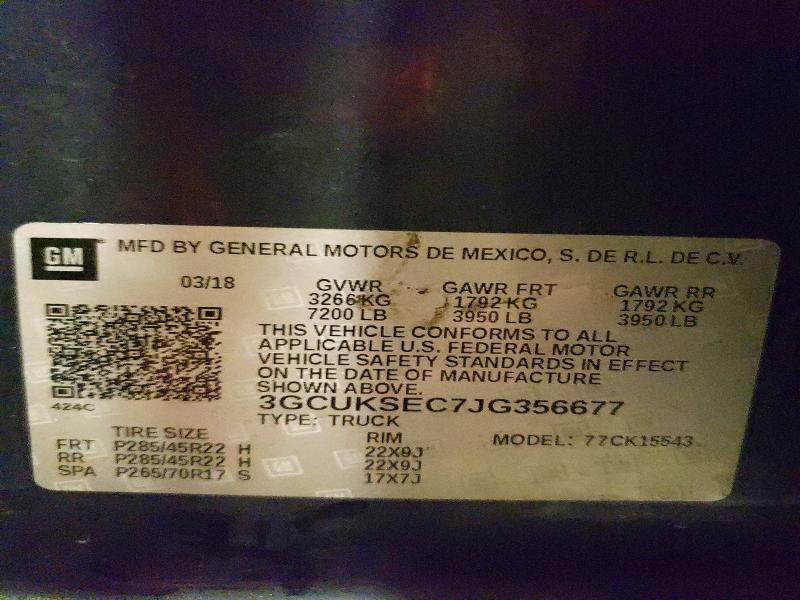 GM MFD BY GENERAL MOTORS DE MEXICO, S. DE R.L. DE C.V.
03/18 GVWR GAWR FRT GAWR RR
3266KG 1792 KG 1792 KG
7200 LB 3950 LB 3950 LB
THIS VEHICLE CONFORMS TO ALL
APPLICABLE U.S. FEDERAL MOTOR
VEHICLE SAFETY STANDARDS IN EFFECT
ON THE DATE OF MANUFACTURE
SHOWN ABOVE.
424C
3GCUKSEC7JG356677
TYPE: TRUCK
TIRE SIZE RIM MODEL: 77CK15543
FRT P285/45R22 H 22X9J
RR P285/45R22 H 22X9J
SPA P265/70R17 S 17X7J